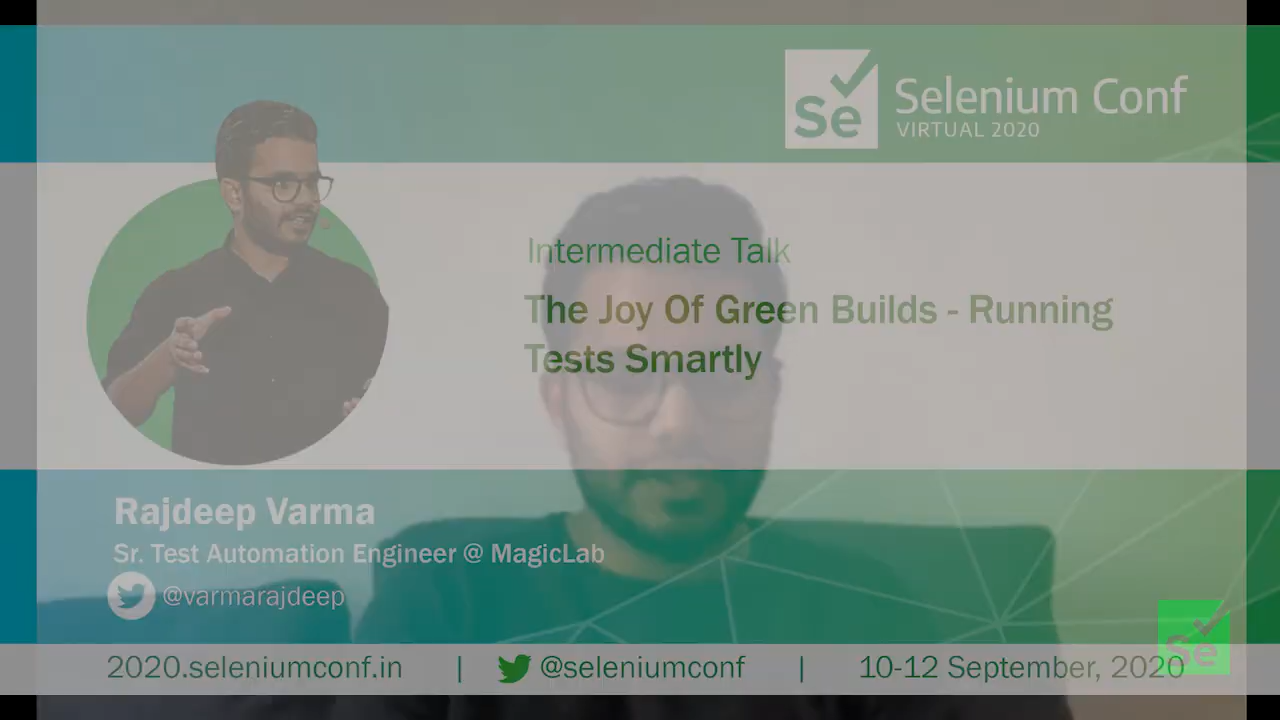 Se
Selenium Conf
VIRTUAL 2020
Intermediate Talk
The Joy Of Green Builds - Running
Tests Smartly
Rajdeep Varma
Sr. Test Automation Engineer @ MagicLab
@varmarajdeep
2020.seleniumconf.in | @seleniumconf | 10-12 September, 2020
Se